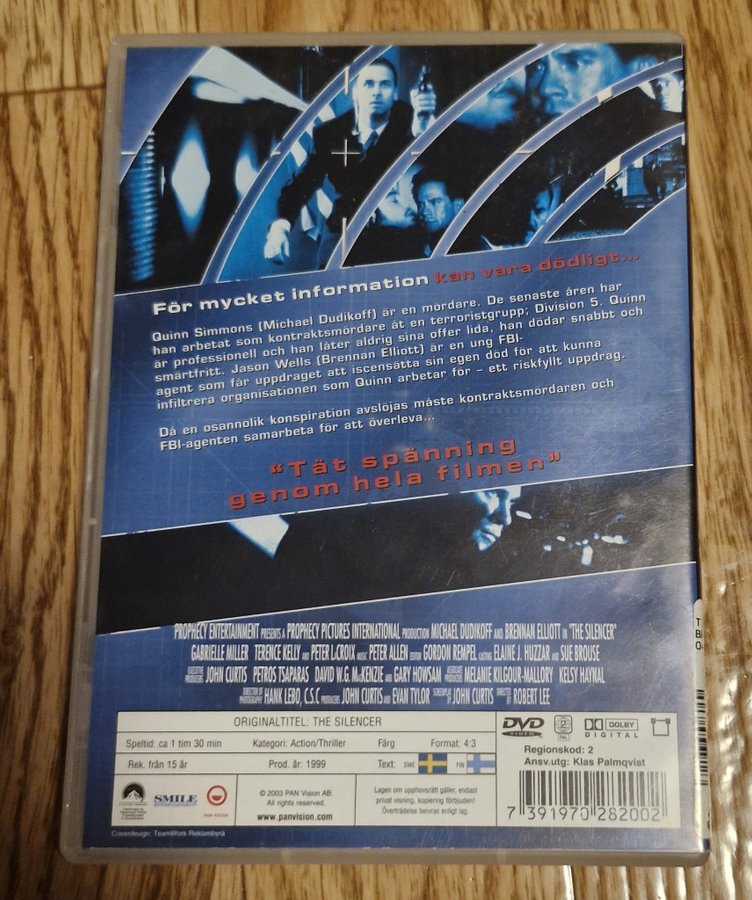 För mycket information kan vara dödligt...
Quinn Simmons (Michael Dudikoff) är en mördare. De senaste åren har
han arbetat som kontraktsmördare åt en terroristgrupp; Division 5. Quinn
är professionell och han låter aldrig sina offer lida, han dödar snabbt och
smärtfritt. Jason Wells (Brennan Elliott) är en ung FBI-
agent som får uppdraget att iscensätta sin egen död för att kunna
infiltrera organisationen som Quinn arbetar för – ett riskfyllt uppdrag.
Då en osannolik konspiration avslöjas måste kontraktsmördaren och
FBI-agenten samarbeta för att överleva...
"Tät spänning
genom hela filmen"
PROPHECY ENTERTAINMENT PRESENTS A PROPHECY PICTURES INTERNATIONAL PRODUCTION MICHAEL DUDIKOFF AND BRENNAN ELLIOTT IN "THE SILENCER"
GABRIELLE MILLER TERENCE KELLY AND PETER LACROIX MUSIC PETER ALLEN EDITOR GORDON REMPEL CASTING ELAINE J. HUZZAR AND SUE BROUSE
EXECUTIVE PRODUCERS JOHN CURTIS PETROS TSAPARAS DAVID W.G. McKENZIE AND GARY HOWSAM ASSOCIATE PRODUCERS MELANIE KILGOUR-MALLORY KELSY HAYNAL
DIRECTOR OF PHOTOGRAPHY HANK LEBO, C.S.C PRODUCERS JOHN CURTIS AND EVAN TYLOR SCREENPLAY BY JOHN CURTIS DIRECTED BY ROBERT LEE
ORIGINALTITEL: THE SILENCER
Speltid: ca 1 tim 30 min Kategori: Action/Thriller Färg Format: 4:3
Rek. från 15 år Prod. år: 1999 Text: SWE FIN
DVD VIDEO 2 PAL DOLBY DIGITAL
Regionskod: 2
Ansv.utg: Klas Palmqvist
SMILE ENTERTAINMENT
PAN VISION
© 2003 PAN Vision AB.
All rights reserved.
www.panvision.com
Lagen om upphovsrätt gäller, endast
privat visning, kopiering förbjuden!
Överträdelse beivras enligt lag.
7 391970 282002
Coverdesign: TeamWork Reklambyrå